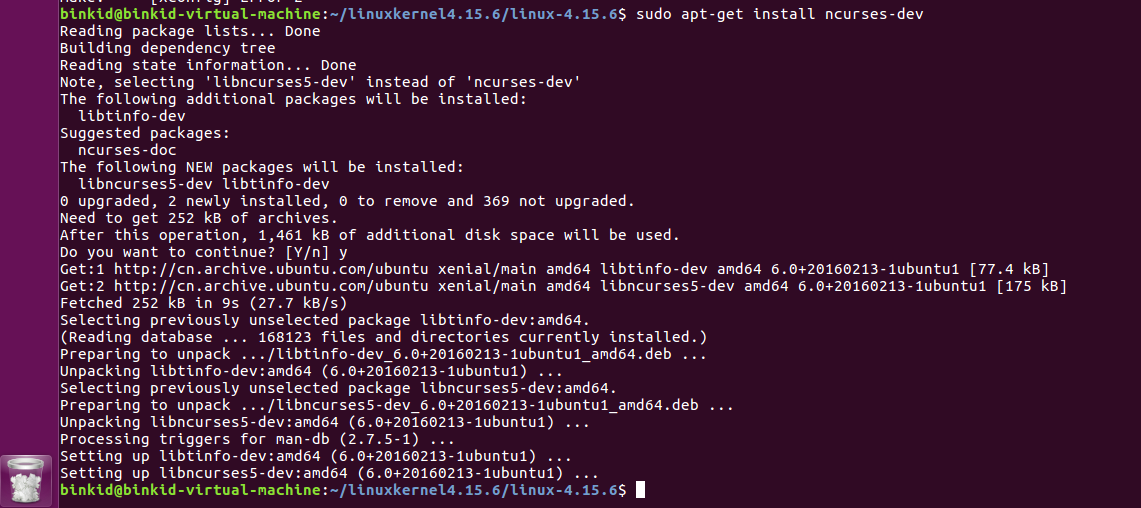 binkid@binkid-virtual-machine:~/linuxkernel4.15.6/linux-4.15.6$ sudo apt-get install ncurses-dev
Reading package lists... Done
Building dependency tree
Reading state information... Done
Note, selecting 'libncurses5-dev' instead of 'ncurses-dev'
The following additional packages will be installed:
  libtinfo-dev
Suggested packages:
  ncurses-doc
The following NEW packages will be installed:
  libncurses5-dev libtinfo-dev
0 upgraded, 2 newly installed, 0 to remove and 369 not upgraded.
Need to get 252 kB of archives.
After this operation, 1,461 kB of additional disk space will be used.
Do you want to continue? [Y/n] y
Get:1 http://cn.archive.ubuntu.com/ubuntu xenial/main amd64 libtinfo-dev amd64 6.0+20160213-1ubuntu1 [77.4 kB]
Get:2 http://cn.archive.ubuntu.com/ubuntu xenial/main amd64 libncurses5-dev amd64 6.0+20160213-1ubuntu1 [175 kB]
Fetched 252 kB in 9s (27.7 kB/s)
Selecting previously unselected package libtinfo-dev:amd64.
(Reading database ... 168123 files and directories currently installed.)
Preparing to unpack .../libtinfo-dev_6.0+20160213-1ubuntu1_amd64.deb ...
Unpacking libtinfo-dev:amd64 (6.0+20160213-1ubuntu1) ...
Selecting previously unselected package libncurses5-dev:amd64.
Preparing to unpack .../libncurses5-dev_6.0+20160213-1ubuntu1_amd64.deb ...
Unpacking libncurses5-dev:amd64 (6.0+20160213-1ubuntu1) ...
Processing triggers for man-db (2.7.5-1) ...
Setting up libtinfo-dev:amd64 (6.0+20160213-1ubuntu1) ...
Setting up libncurses5-dev:amd64 (6.0+20160213-1ubuntu1) ...
binkid@binkid-virtual-machine:~/linuxkernel4.15.6/linux-4.15.6$